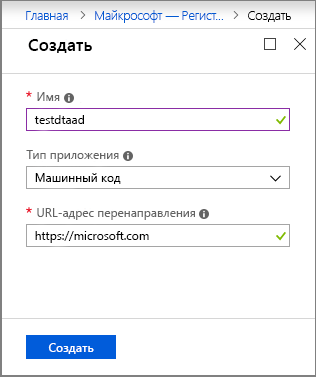 Главная > Майкрософт — Регист... > Создать
Создать
* Имя
testdtaad
Тип приложения
Машинный код
* URL-адрес перенаправления
https://microsoft.com
Создать